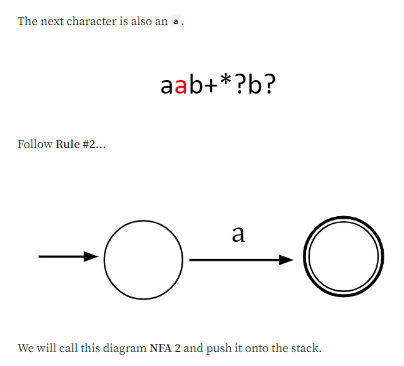 The next character is also an a.
aab+*?b?
Follow Rule #2...
a
We will call this diagram NFA 2 and push it onto the stack.